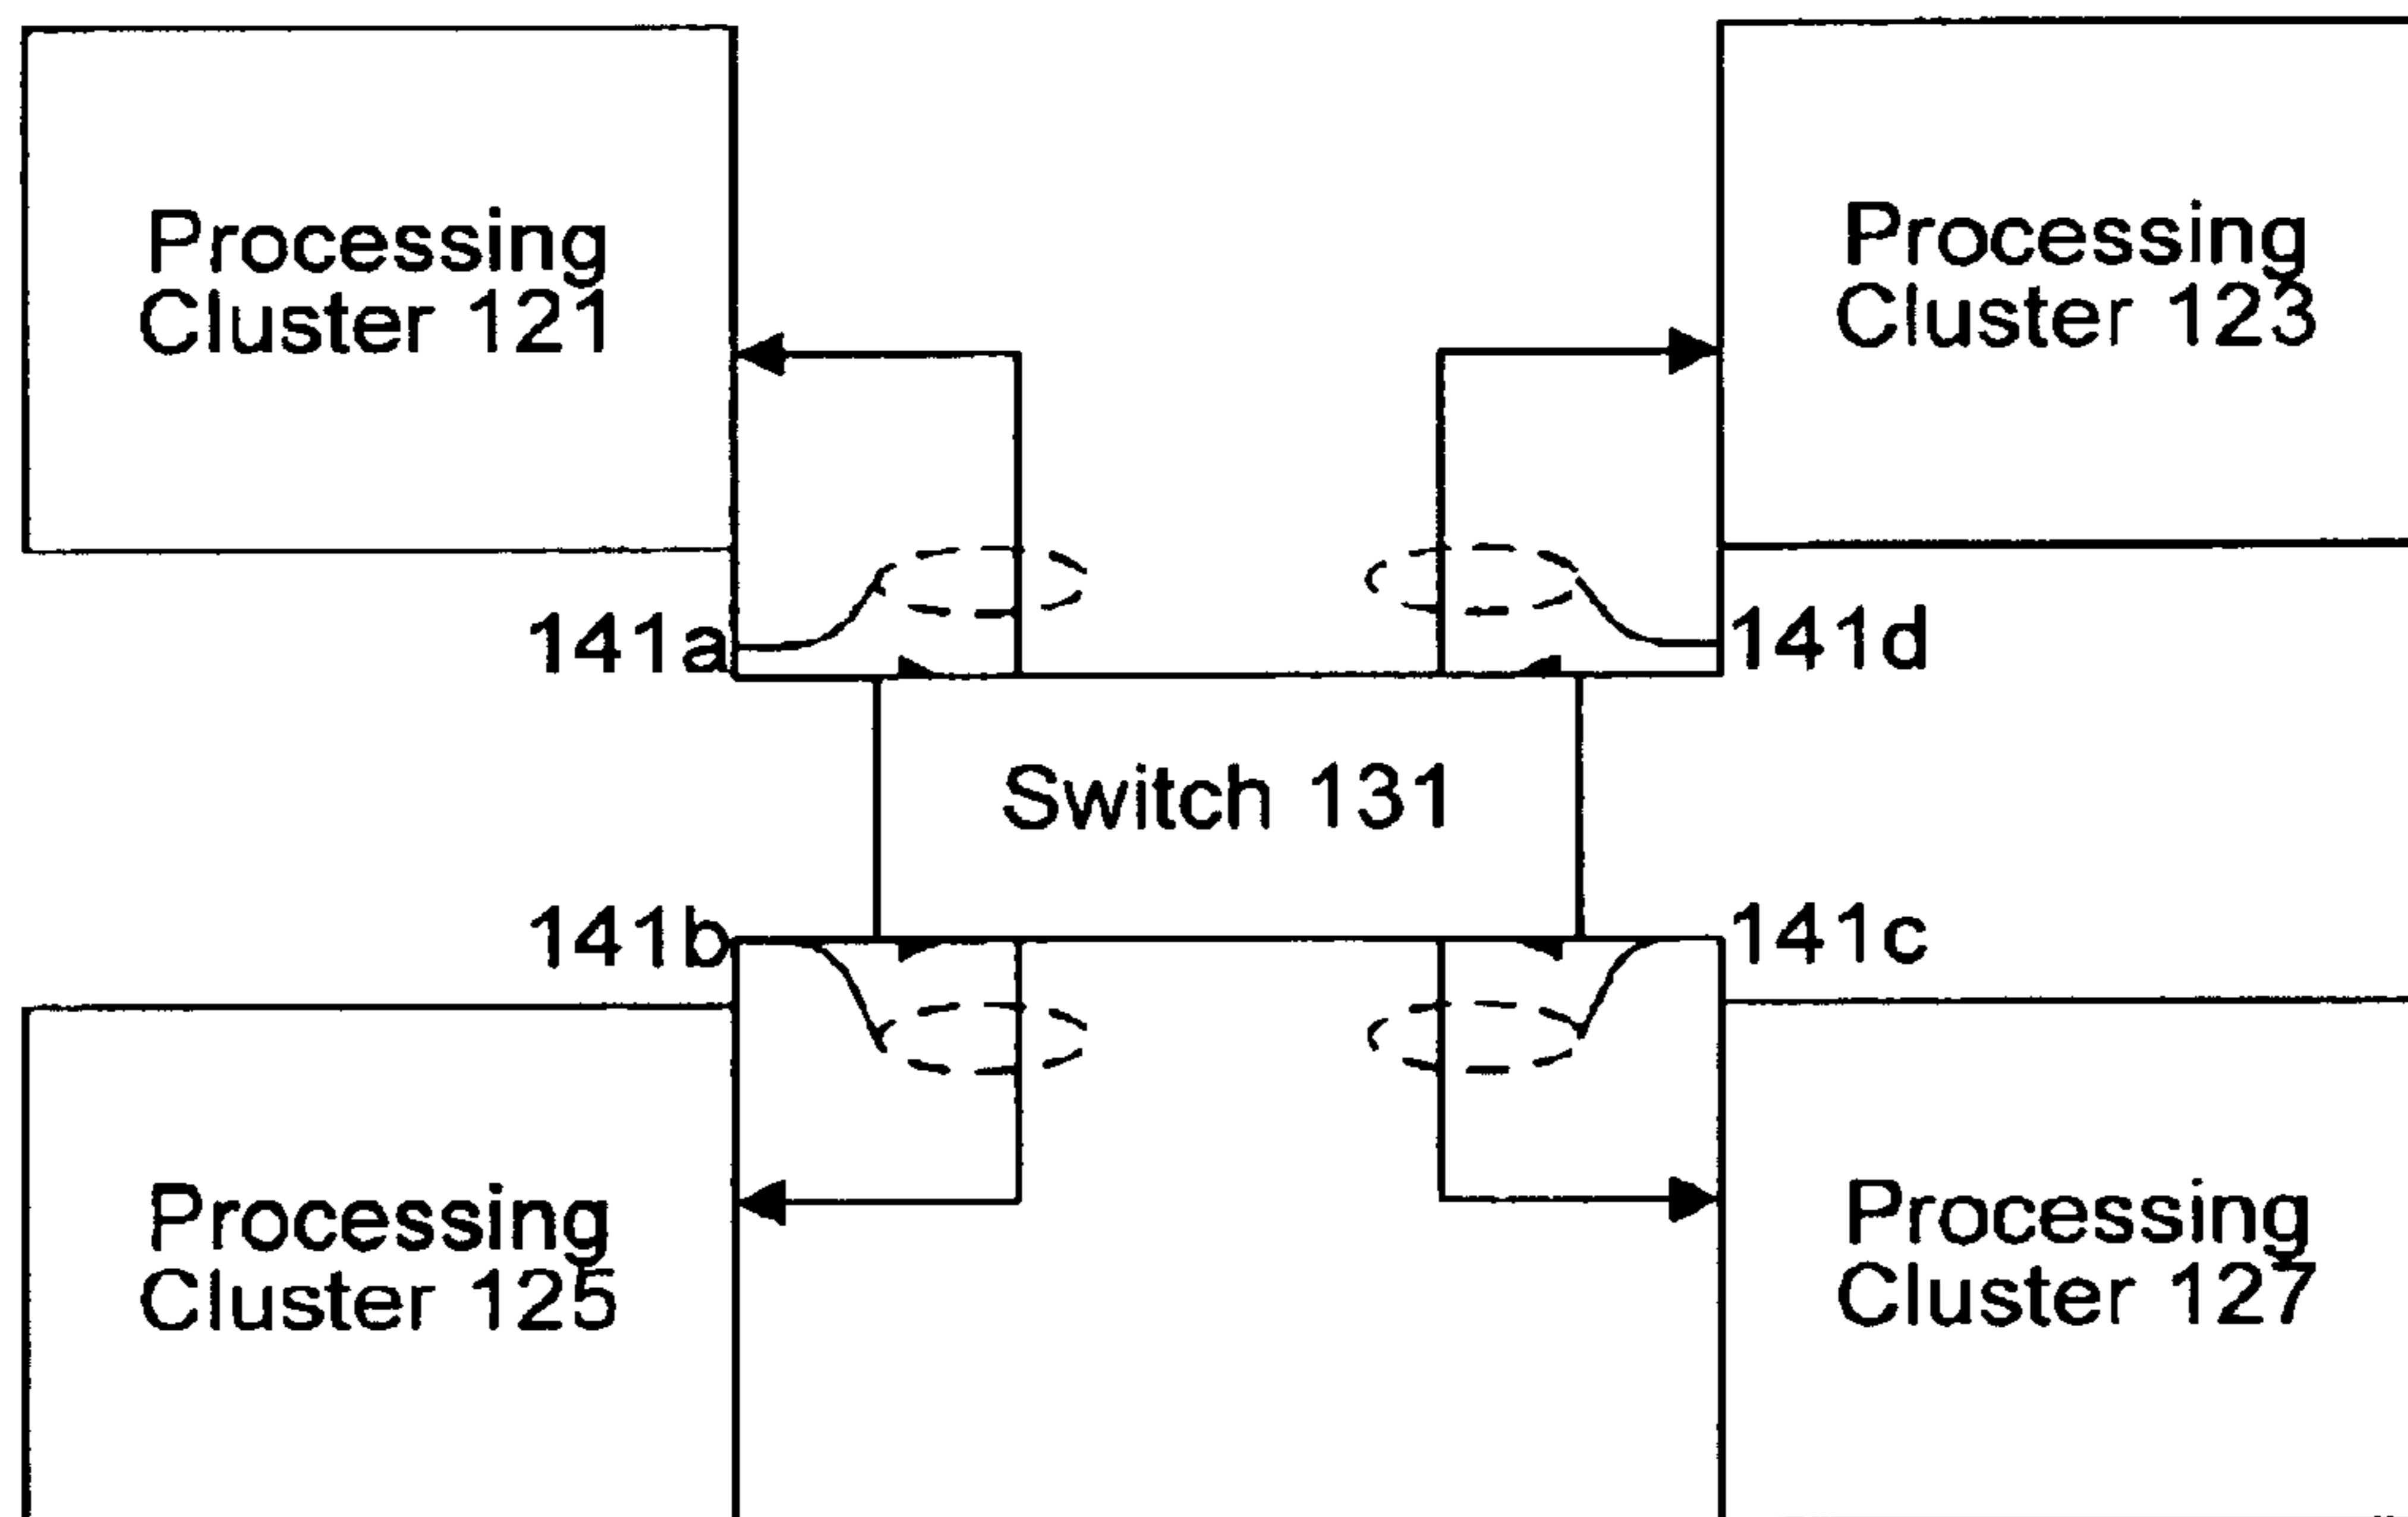 Processing
Cluster 121
Processing
Cluster 123
141a
141d
Switch 131
141b
141c
Processing
Cluster 125
Processing
Cluster 127